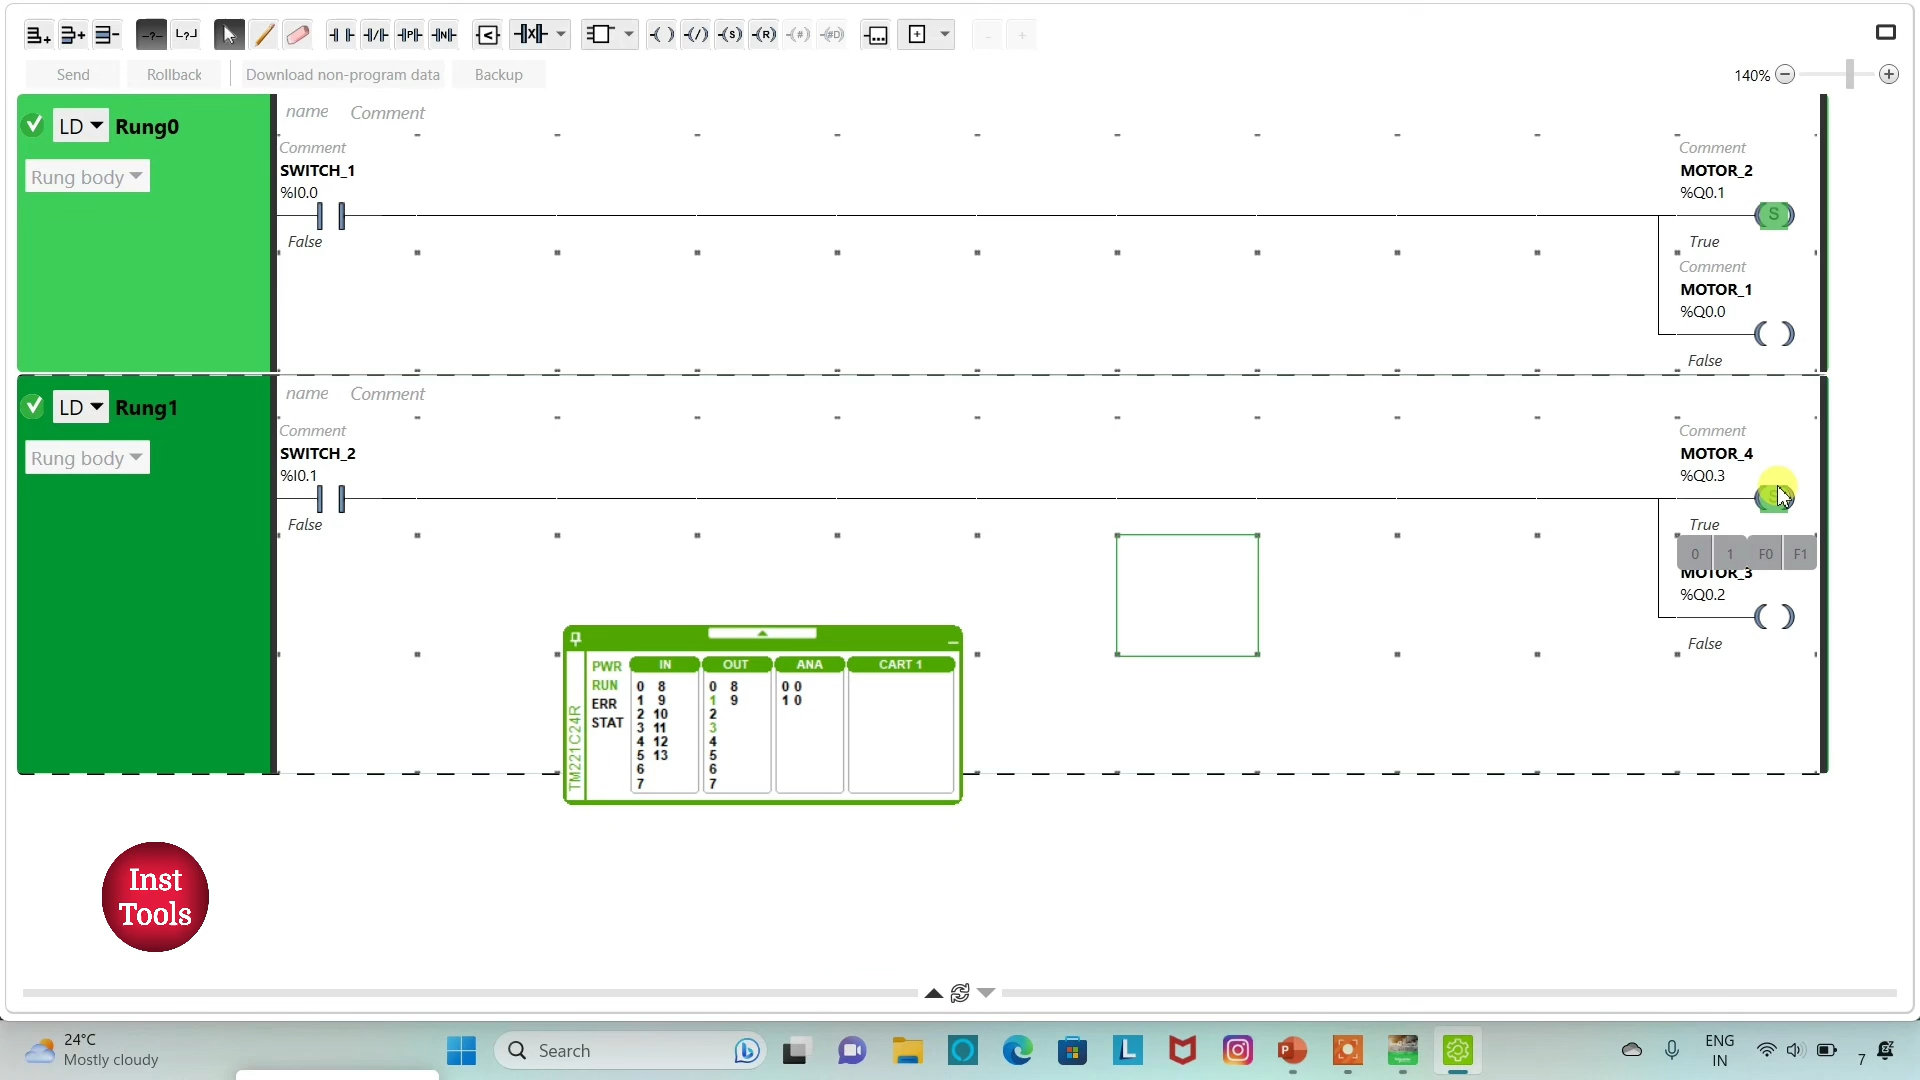 Send Rollback Download non-program data Backup
140%
LD Rung0
name Comment
Rung body
Comment
SWITCH_1
%I0.0
False
Comment
MOTOR_2
%Q0.1
S
True
Comment
MOTOR_1
%Q0.0
False
LD Rung1
name Comment
Rung body
Comment
SWITCH_2
%I0.1
False
Comment
MOTOR_4
%Q0.3
True
0 1 F0 F1
MOTOR_3
%Q0.2
False
TM221C24R
PWR
RUN
ERR
STAT
IN OUT ANA CART 1
0 8 0 8 0 0
1 9 1 9 1 0
2 10 2
3 11 3
4 12 4
5 13 5
6 6
7 7
Inst
Tools
24°C
Mostly cloudy
Search
ENG
IN
7